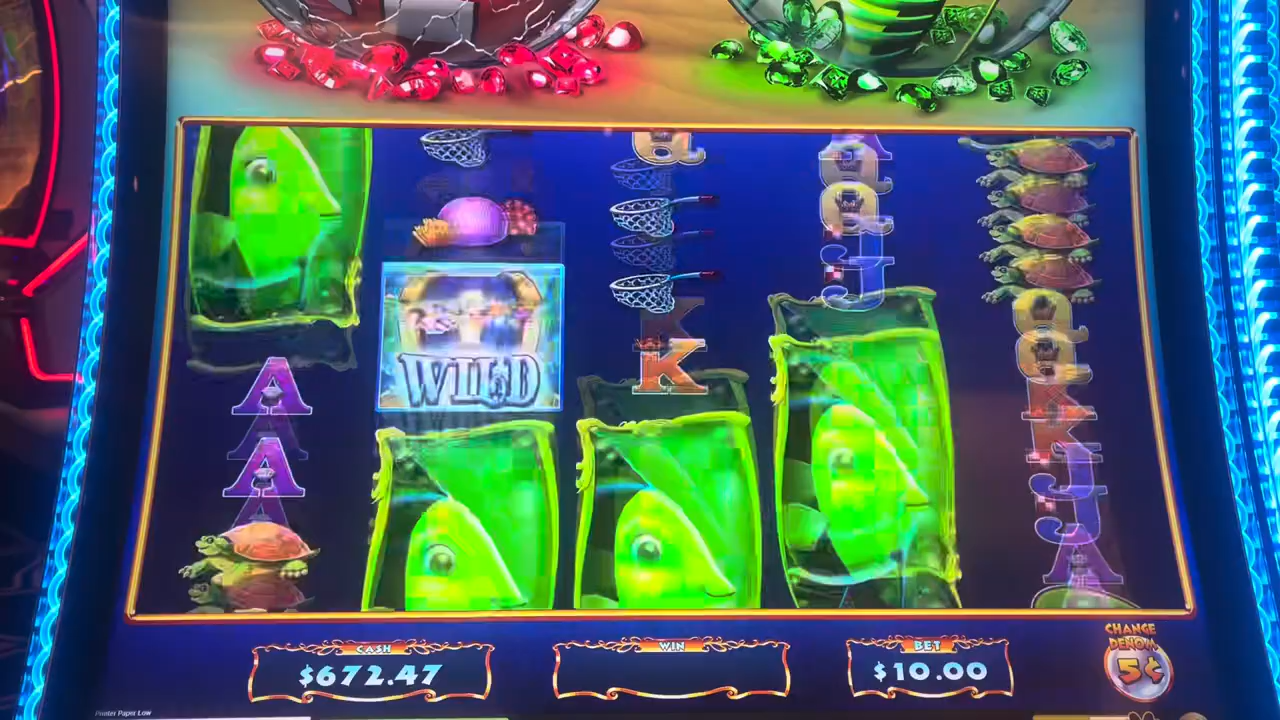 Q
A
Q
J
WILD
K
K
A
Q
Q
K
K
A
J
A
CASH
$672.47
WIN
BET
$10.00
CHANGE
DENOM
5¢
Printer Paper Low